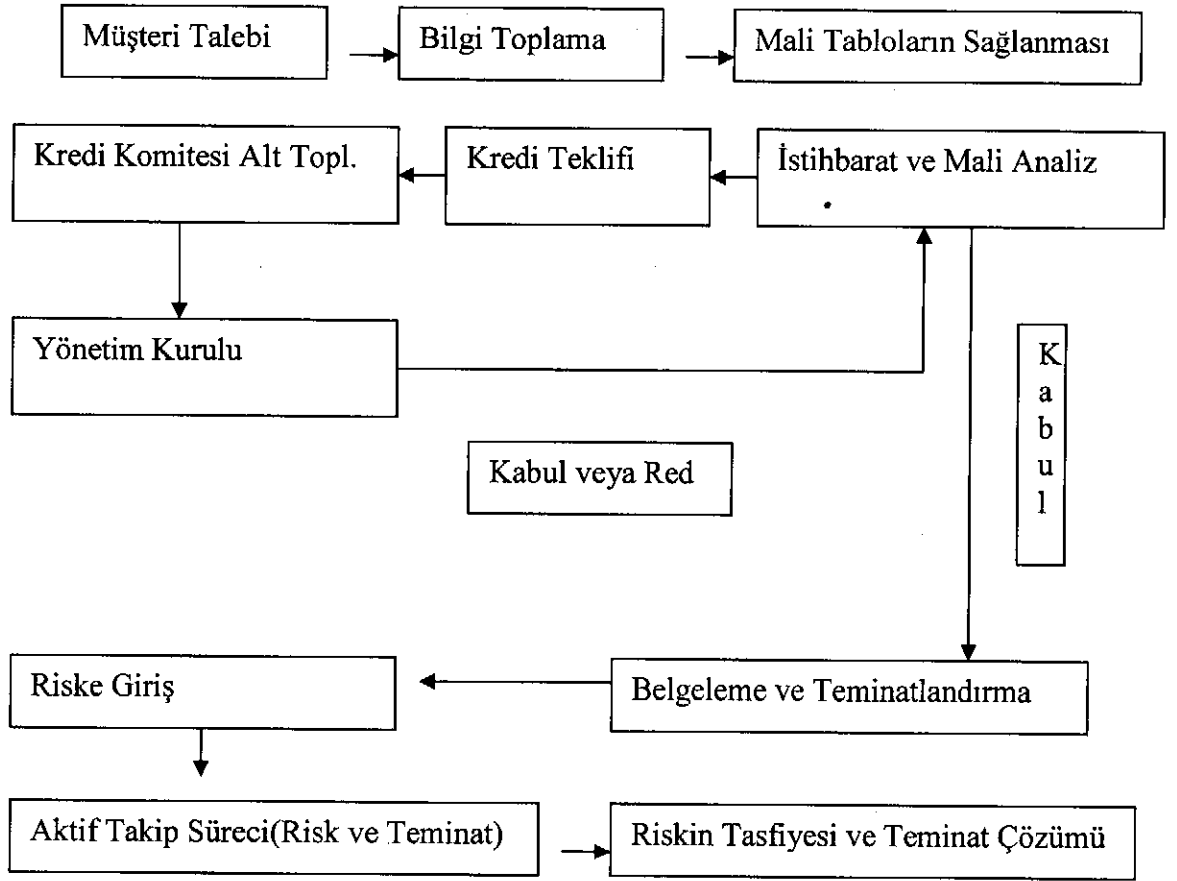 Müşteri Talebi
Bilgi Toplama
Mali Tabloların Sağlanması
Kredi Komitesi Alt Topl.
Kredi Teklifi
İstihbarat ve Mali Analiz
Yönetim Kurulu
K
a
b
u
l
Kabul veya Red
Riske Giriş
Belgeleme ve Teminatlandırma
Aktif Takip Süreci(Risk ve Teminat)
Riskin Tasfiyesi ve Teminat Çözümü